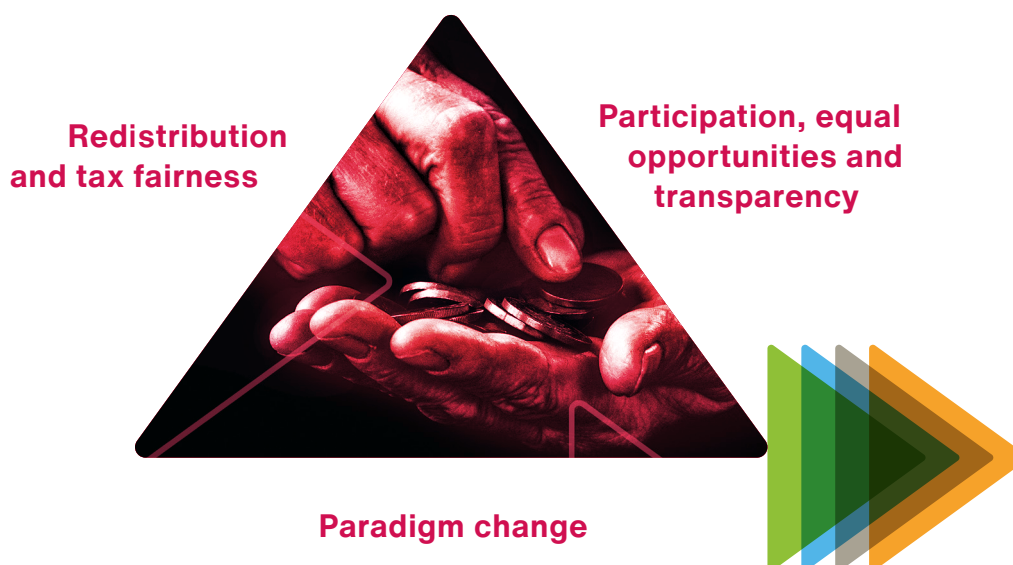 Redistribution
and tax fairness
Participation, equal
opportunities and
transparency
Paradigm change